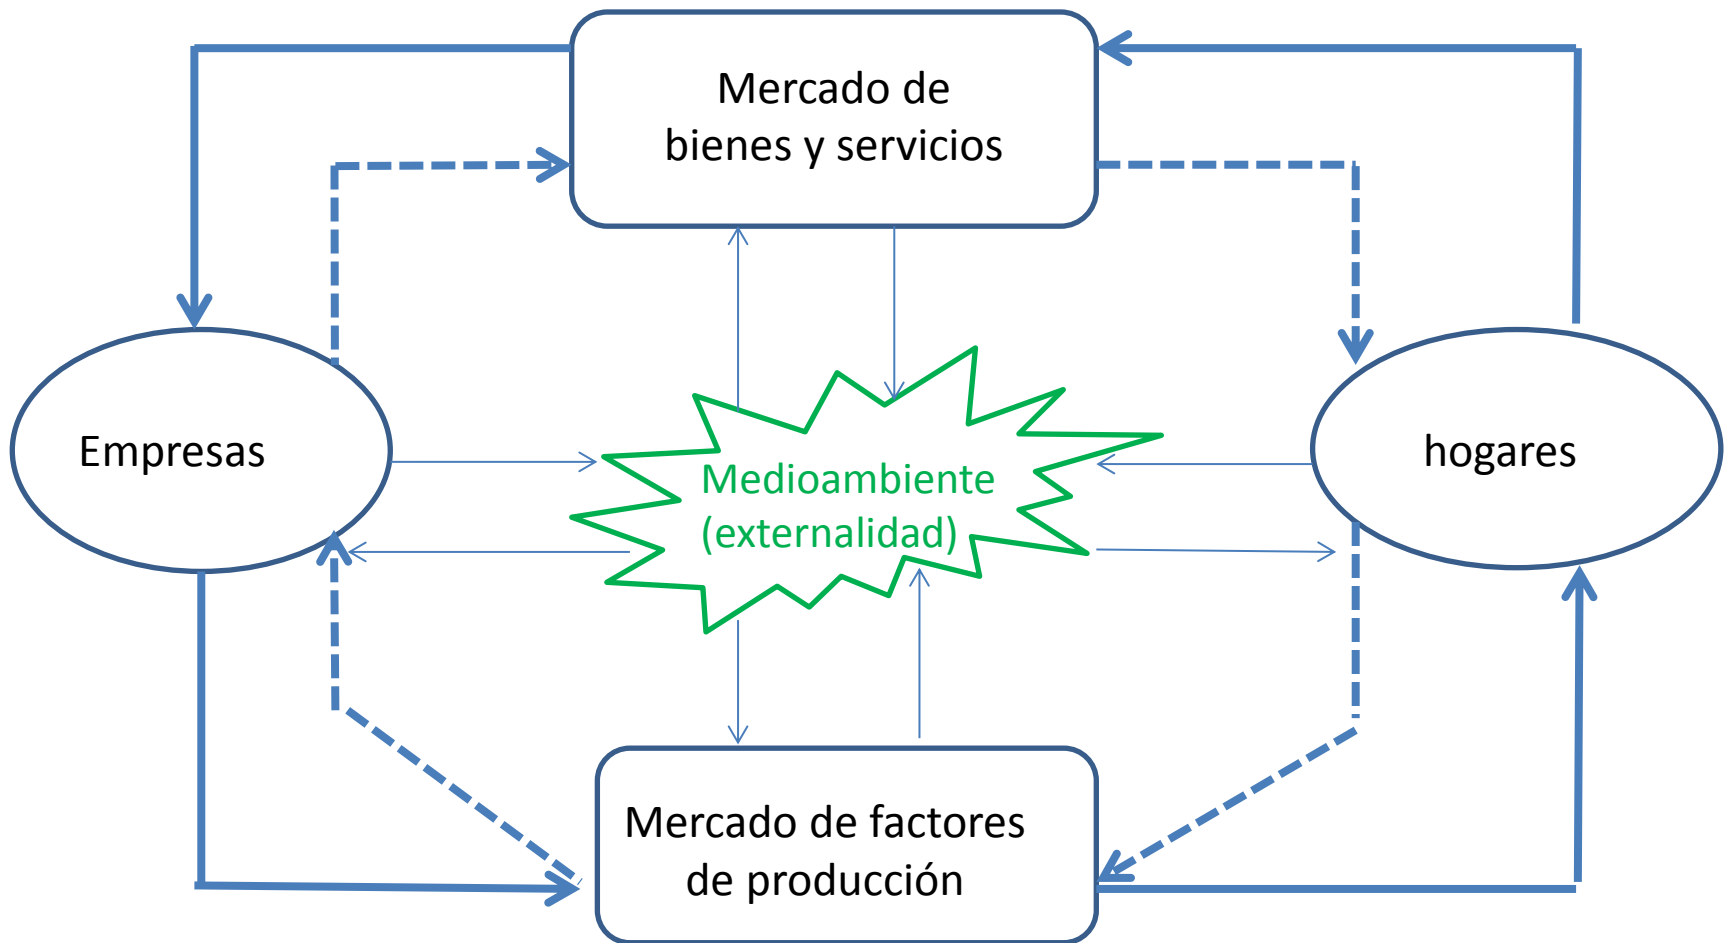 Mercado de
bienes y servicios
Empresas
hogares
Medioambiente
(externalidad)
Mercado de factores
de producción